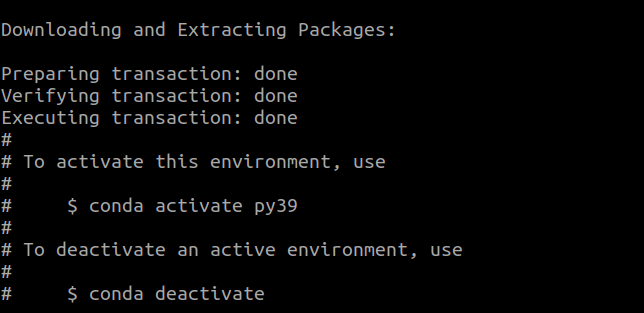 Downloading and Extracting Packages:
Preparing transaction: done
Verifying transaction: done
Executing transaction: done
#
# To activate this environment, use
#
#     $ conda activate py39
#
# To deactivate an active environment, use
#
#     $ conda deactivate